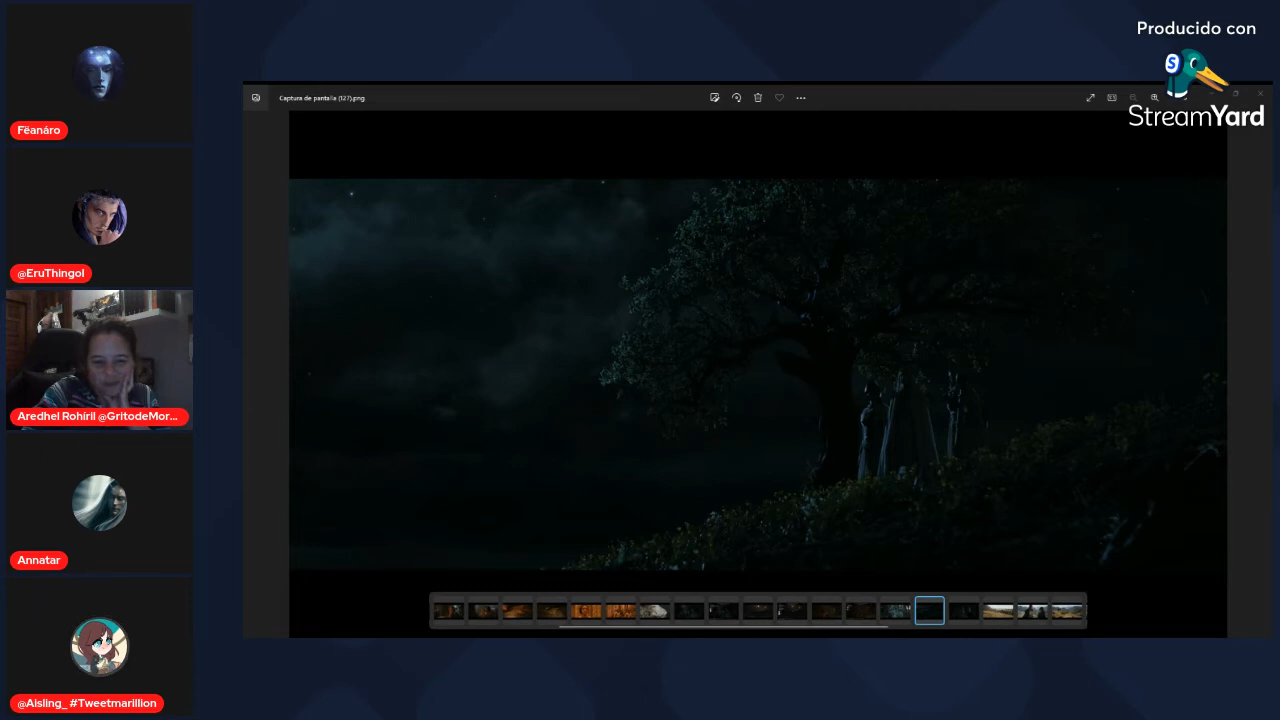 Producido con
StreamYard
Captura de pantalla (127).png
Fëanáro
@EruThingol
Aredhel Rohíril @GritodeMor...
Annatar
@Aisling_ #Tweetmarillion